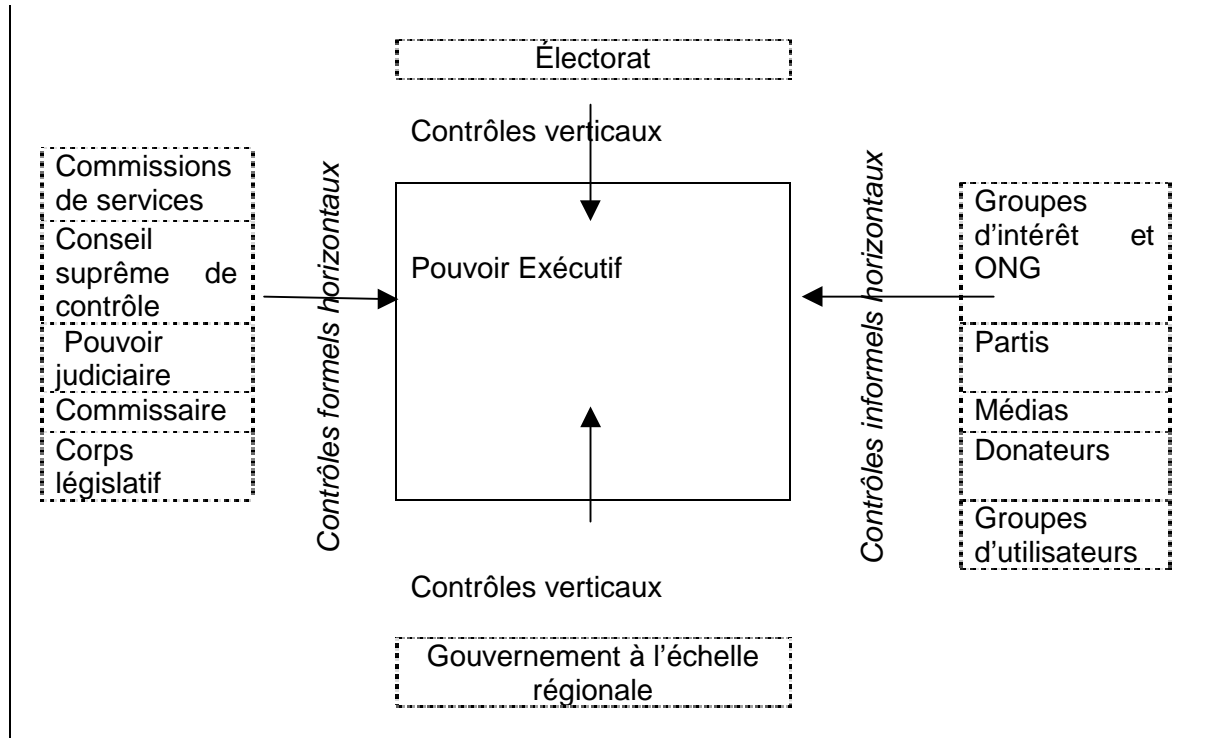 Électorat
Contrôles verticaux
Commissions
de services
Conseil
suprême de
contrôle
Pouvoir
judiciaire
Commissaire
Corps
législatif
Contrôles formels horizontaux
Pouvoir Exécutif
Contrôles informels horizontaux
Groupes
d’intérêt et
ONG
Partis
Médias
Donateurs
Groupes
d’utilisateurs
Contrôles verticaux
Gouvernement à l’échelle
régionale